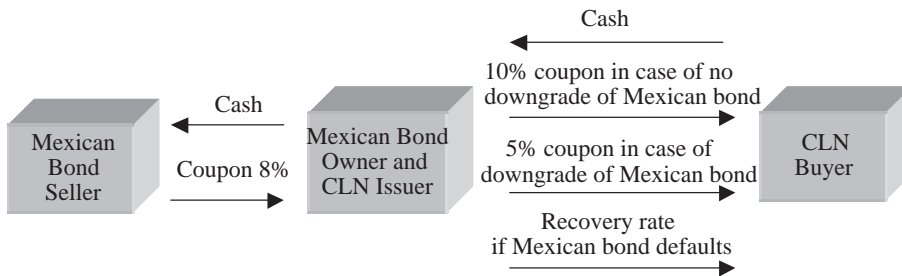 Cash
10% coupon in case of no
downgrade of Mexican bond
Mexican
Bond
Seller
Cash
Coupon 8%
Mexican Bond
Owner and
CLN Issuer
5% coupon in case of
downgrade of Mexican bond
CLN
Buyer
Recovery rate
if Mexican bond defaults